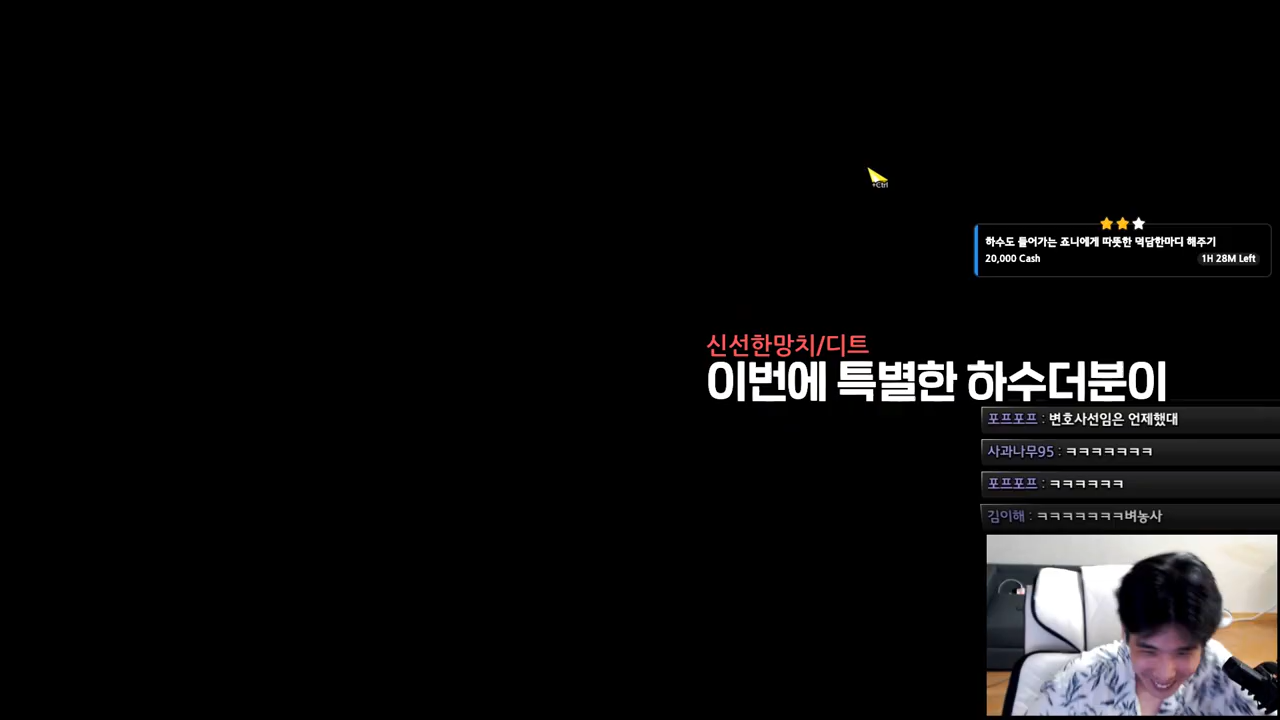 +Ctrl
하수도 들어가는 죠니에게 따뜻한 덕담한마디 해주기
20,000 Cash
1H 28M Left
신선한망치/디트
이번에 특별한 하수더분이
포프포프 : 변호사선임은 언제했대
사과나무95 : ㅋㅋㅋㅋㅋㅋㅋ
포프포프 : ㅋㅋㅋㅋㅋㅋ
김이해 : ㅋㅋㅋㅋㅋㅋㅋ벼농사